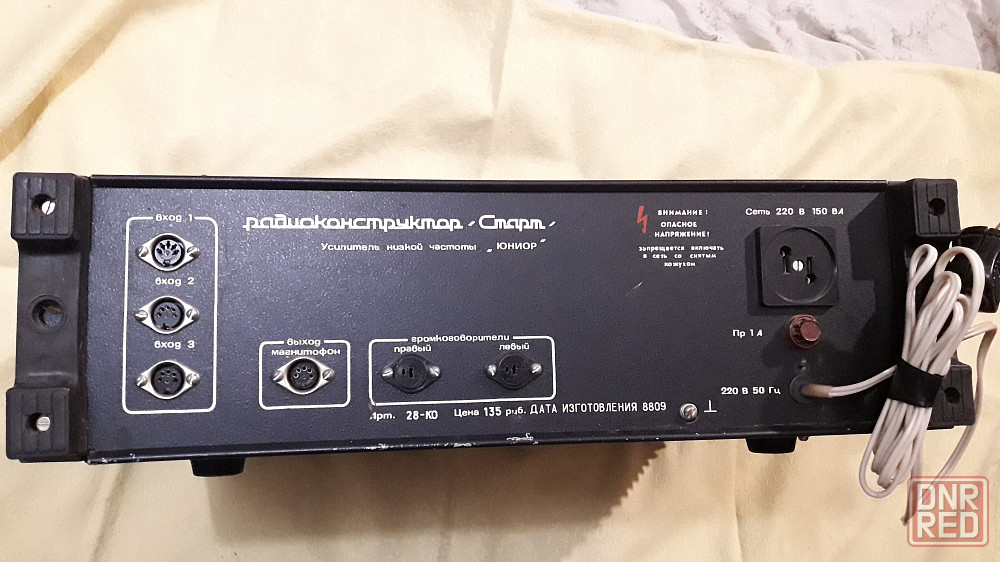 вход 1
вход 2
вход 3
радиоконструктор „Старт„
Усилитель низкой частоты „ЮНИОР"
выход
магнитофон
громкоговорители
правый левый
Арт. 28-КО Цена 135 руб. ДАТА ИЗГОТОВЛЕНИЯ 8809
ВНИМАНИЕ:
ОПАСНОЕ
НАПРЯЖЕНИЕ!
запрещается включать
в сеть со снятым
кожухом
Сеть 220 В 150 ВА
Пр 1 А
220 В 50 Гц
DNR
RED